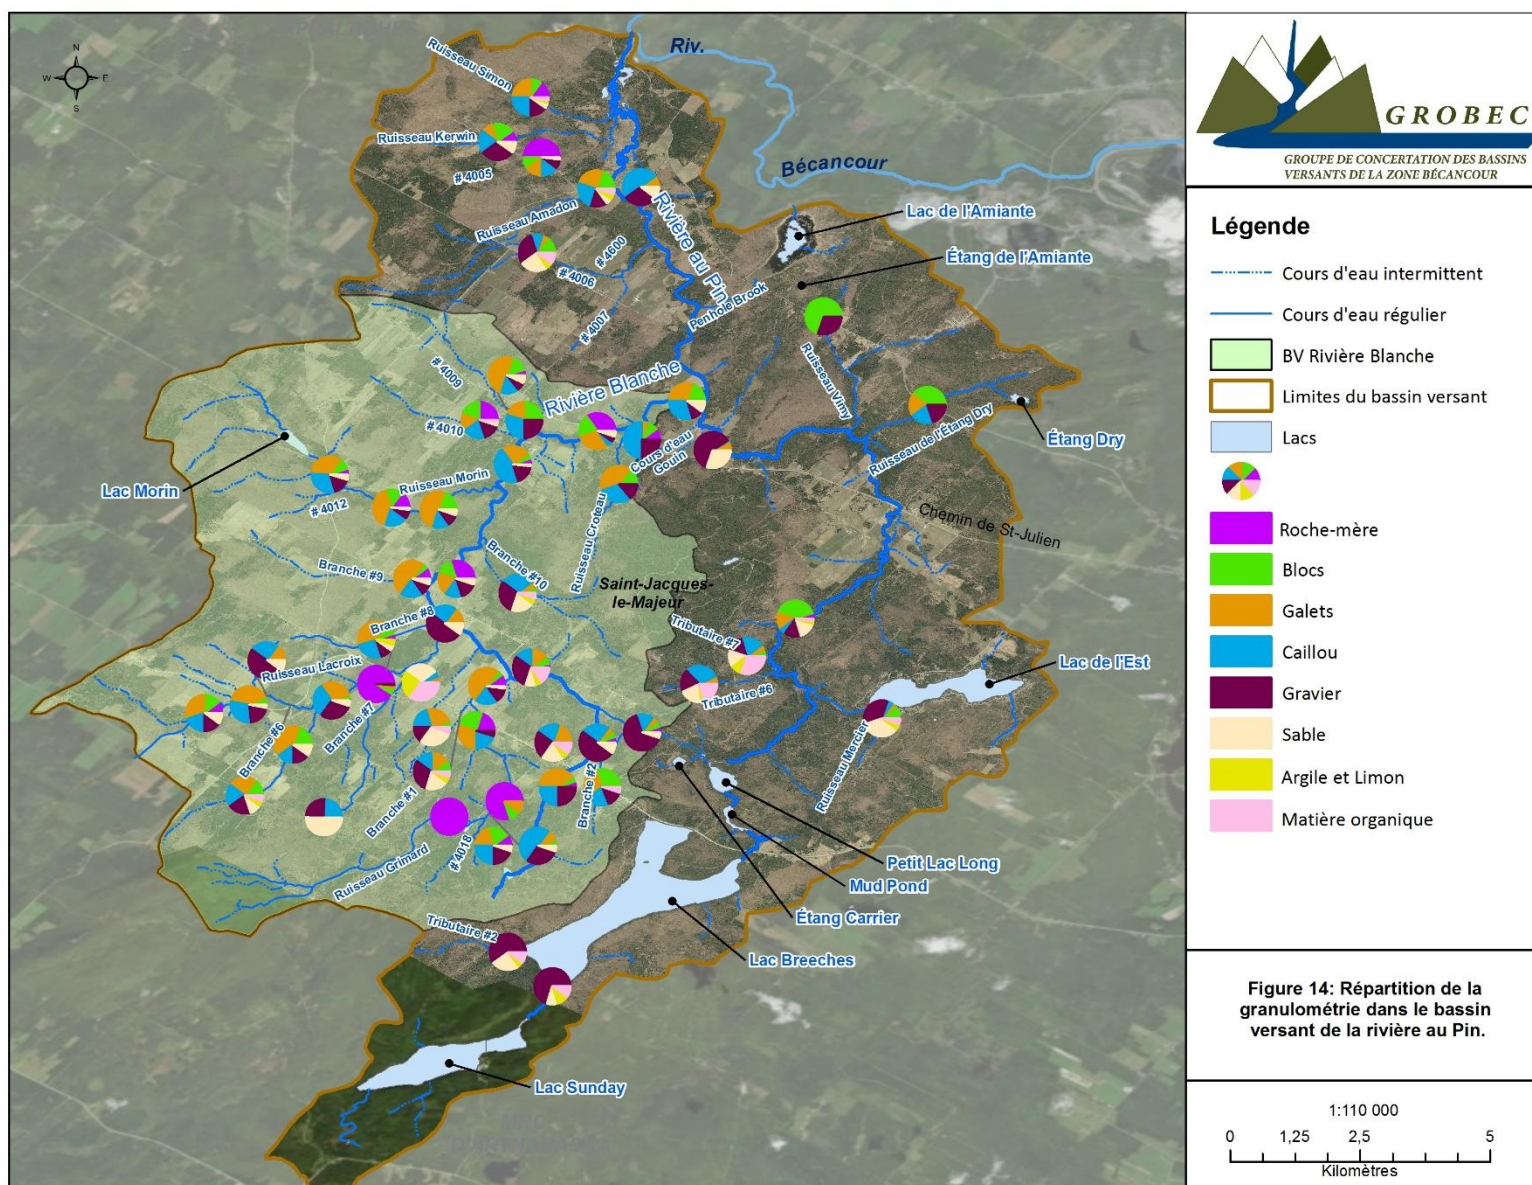 N
W E
S
Riv.
Bécancour
Ruisseau Simon
Ruisseau Kerwin
# 4005
Ruisseau Amadon
# 4600
# 4006
# 4007
Rivière au Pin
Penhole Brook
Lac de l'Amiante
Étang de l'Amiante
Ruisseau Vimy
Ruisseau de l'Étang Dry
Étang Dry
Chemin de St-Julien
# 4009
Rivière Blanche
# 4010
Cours d'eau
Gouin
Lac Morin
# 4012
Ruisseau Morin
Ruisseau Croteau
Branche #9
Branche #10
Saint-Jacques-
le-Majeur
Branche #8
Tributaire #7
Tributaire #6
Lac de l'Est
Ruisseau Lacroix
Branche #7
Branche #6
Ruisseau Mercier
Branche #1
Branche #2
Ruisseau Grimard
# 4018
Petit Lac Long
Mud Pond
Étang Carrier
Tributaire #2
Lac Breeches
Lac Sunday
GROBEC
GROUPE DE CONCERTATION DES BASSINS
VERSANTS DE LA ZONE BÉCANCOUR
Légende
Cours d'eau intermittent
Cours d'eau régulier
BV Rivière Blanche
Limites du bassin versant
Lacs
Roche-mère
Blocs
Galets
Caillou
Gravier
Sable
Argile et Limon
Matière organique
Figure 14: Répartition de la
granulométrie dans le bassin
versant de la rivière au Pin.
1:110 000
0 1,25 2,5 5
Kilomètres